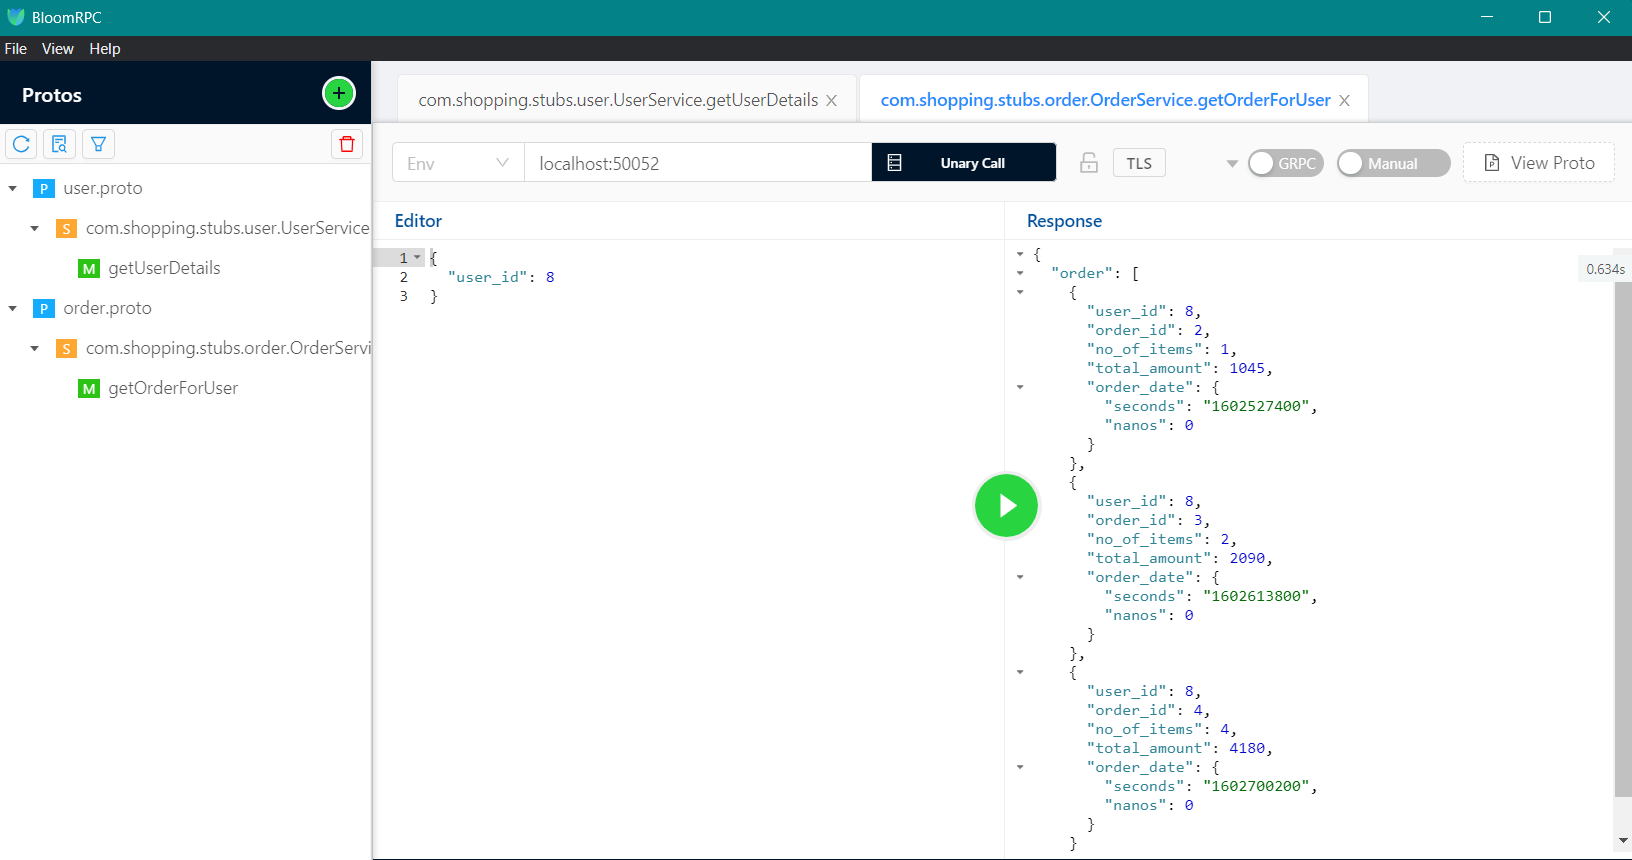 BloomRPC
File View Help
Protos
com.shopping.stubs.user.UserService.getUserDetails
com.shopping.stubs.order.OrderService.getOrderForUser
Env
localhost:50052
Unary Call
TLS
GRPC
Manual
View Proto
P user.proto
S com.shopping.stubs.user.UserService
M getUserDetails
P order.proto
S com.shopping.stubs.order.OrderServi
M getOrderForUser
Editor
1 {
2 "user_id": 8
3 }
Response
0.634s
{
"order": [
{
"user_id": 8,
"order_id": 2,
"no_of_items": 1,
"total_amount": 1045,
"order_date": {
"seconds": "1602527400",
"nanos": 0
}
},
{
"user_id": 8,
"order_id": 3,
"no_of_items": 2,
"total_amount": 2090,
"order_date": {
"seconds": "1602613800",
"nanos": 0
}
},
{
"user_id": 8,
"order_id": 4,
"no_of_items": 4,
"total_amount": 4180,
"order_date": {
"seconds": "1602700200",
"nanos": 0
}
}